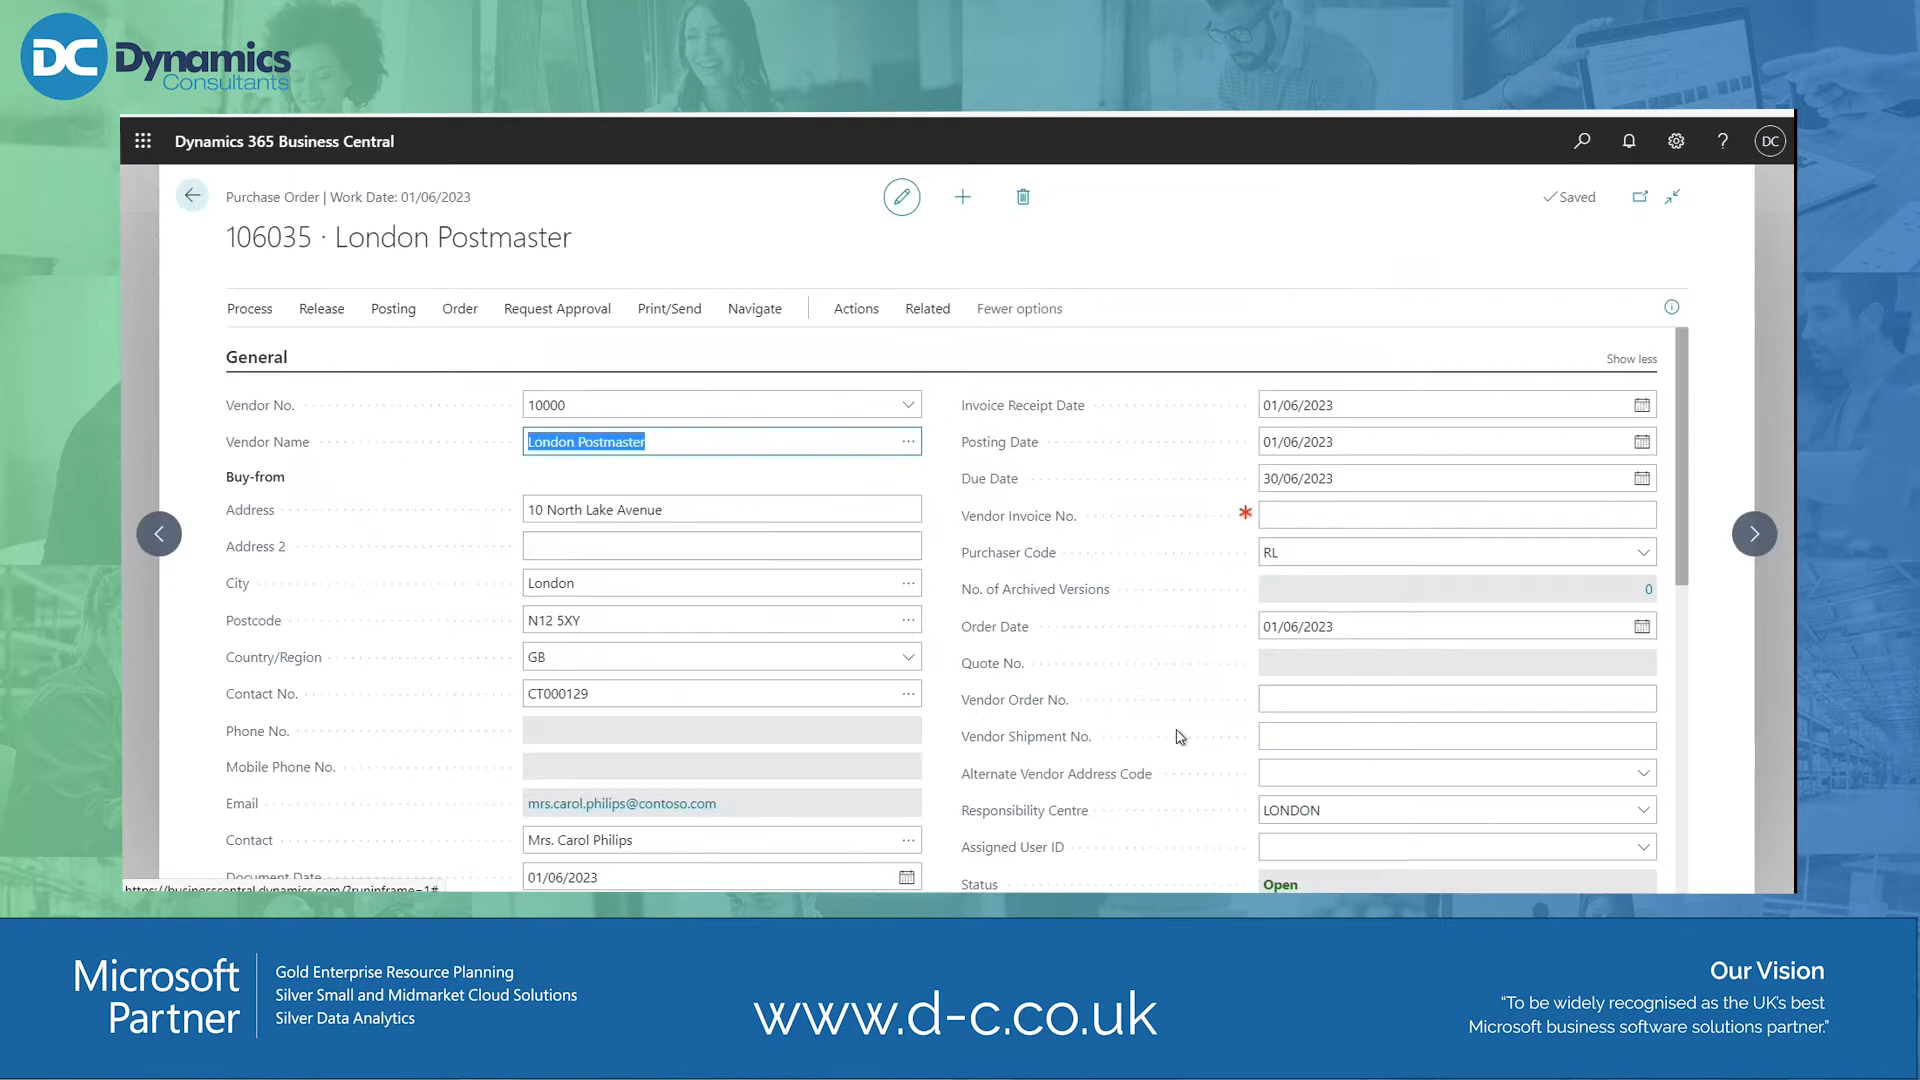 DC Dynamics
Consultants
Dynamics 365 Business Central
DC
Purchase Order | Work Date: 01/06/2023
Saved
106035 · London Postmaster
Process Release Posting Order Request Approval Print/Send Navigate Actions Related Fewer options
General Show less
Vendor No. 10000
Vendor Name London Postmaster
Buy-from
Address 10 North Lake Avenue
Address 2
City London
Postcode N12 5XY
Country/Region GB
Contact No. CT000129
Phone No.
Mobile Phone No.
Email mrs.carol.philips@contoso.com
Contact Mrs. Carol Philips
Document Date 01/06/2023
Invoice Receipt Date 01/06/2023
Posting Date 01/06/2023
Due Date 30/06/2023
Vendor Invoice No. *
Purchaser Code RL
No. of Archived Versions 0
Order Date 01/06/2023
Quote No.
Vendor Order No.
Vendor Shipment No.
Alternate Vendor Address Code
Responsibility Centre LONDON
Assigned User ID
Status Open
https://businesscentral.dynamics.com/?runinframe=1#
Microsoft
Partner
Gold Enterprise Resource Planning
Silver Small and Midmarket Cloud Solutions
Silver Data Analytics
www.d-c.co.uk
Our Vision
“To be widely recognised as the UK's best
Microsoft business software solutions partner.”